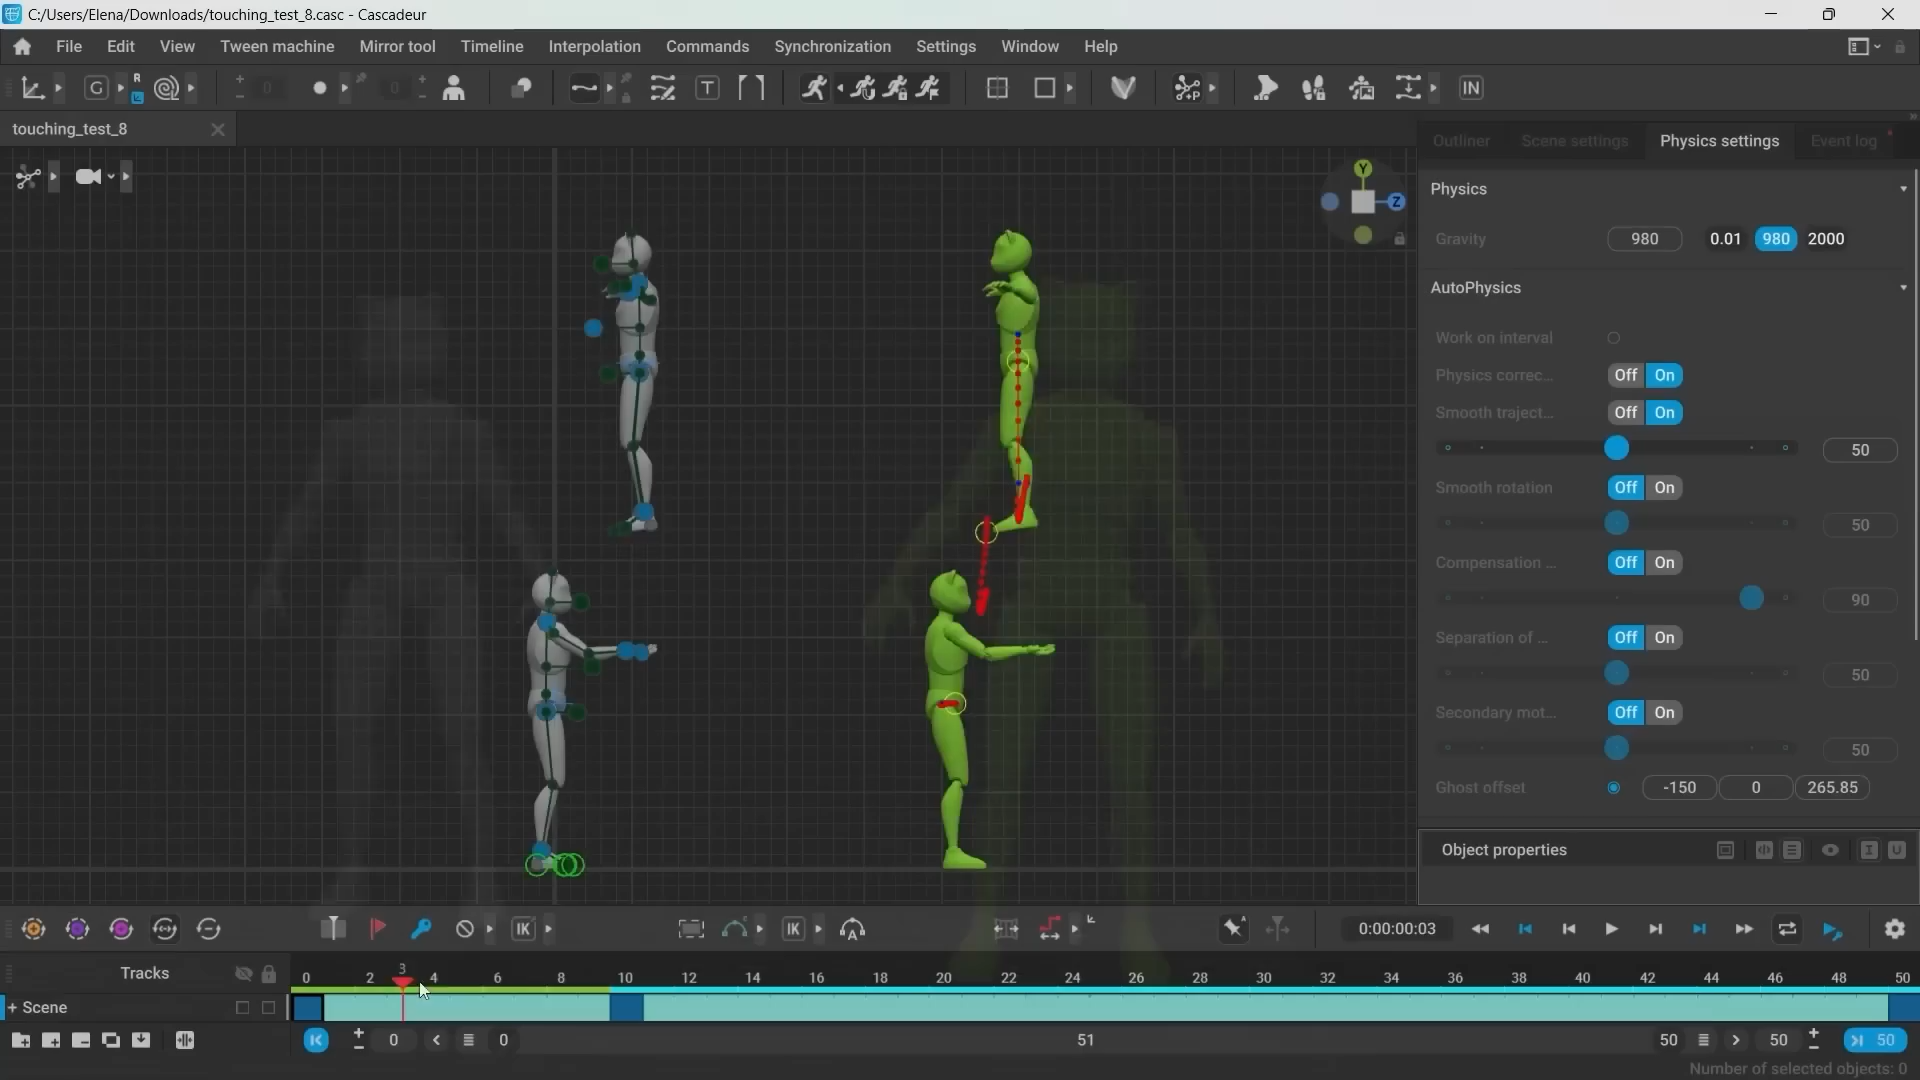 C:/Users/Elena/Downloads/touching_test_8.casc - Cascadeur
File Edit View Tween machine Mirror tool Timeline Interpolation Commands Synchronization Settings Window Help
G R 0 0 T +P IN
touching_test_8
Outliner Scene settings Physics settings Event log
Y
Z
Physics
Gravity 980 0.01 980 2000
AutoPhysics
Work on interval
Physics correc... Off On
Smooth traject... Off On
50
Smooth rotation Off On
50
Compensation ... Off On
90
Separation of ... Off On
50
Secondary mot... Off On
50
Ghost offset -150 0 265.85
Object properties I U
IK IK A 0:00:00:03
Tracks 0 2 3 4 6 8 10 12 14 16 18 20 22 24 26 28 30 32 34 36 38 40 42 44 46 48 50
+ Scene
0 0 51 50 50 50
Number of selected objects: 0